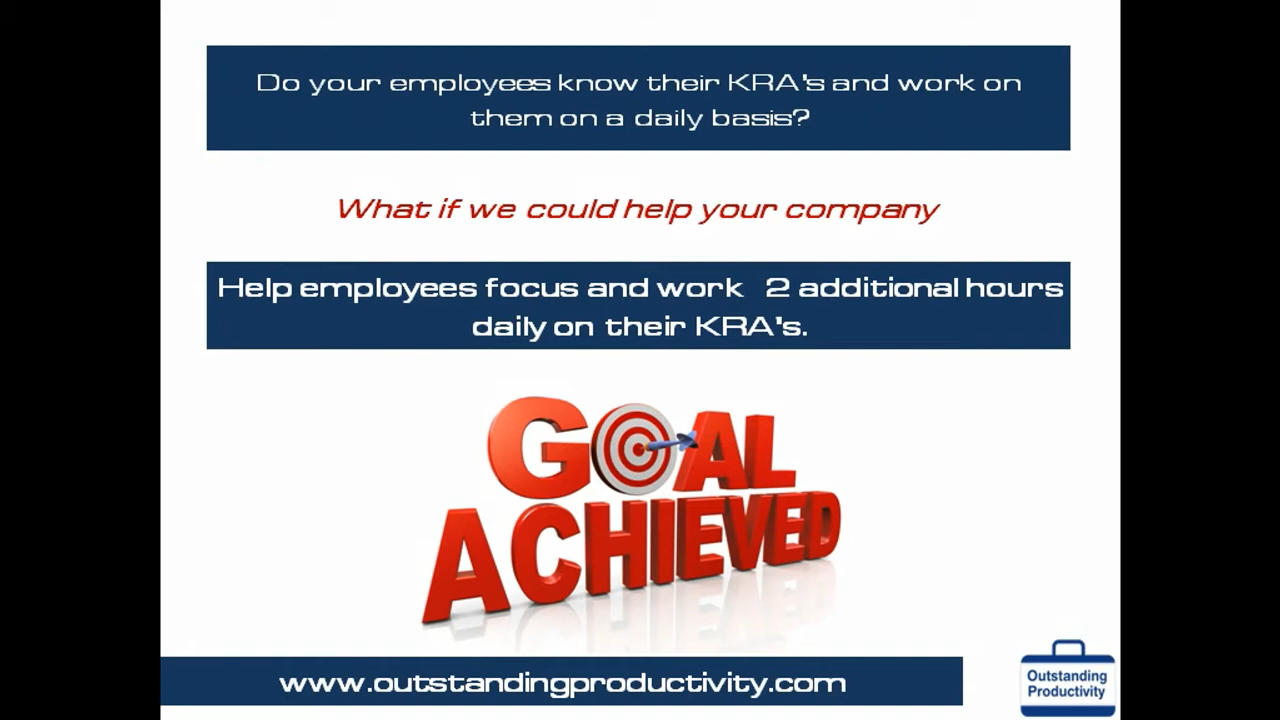 Do your employees know their KRA's and work on
them on a daily basis?
What if we could help your company
Help employees focus and work 2 additional hours
daily on their KRA's.
GOAL
ACHIEVED
www.outstandingproductivity.com
Outstanding
Productivity